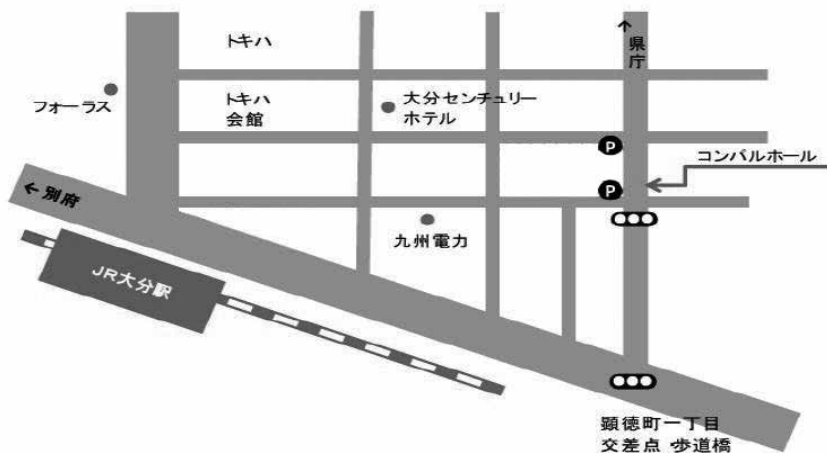 トキハ
↑県庁
フォーラス
トキハ
会館
大分センチュリー
ホテル
P
コンパルホール
P
←別府
九州電力
JR大分駅
顕徳町一丁目
交差点・歩道橋